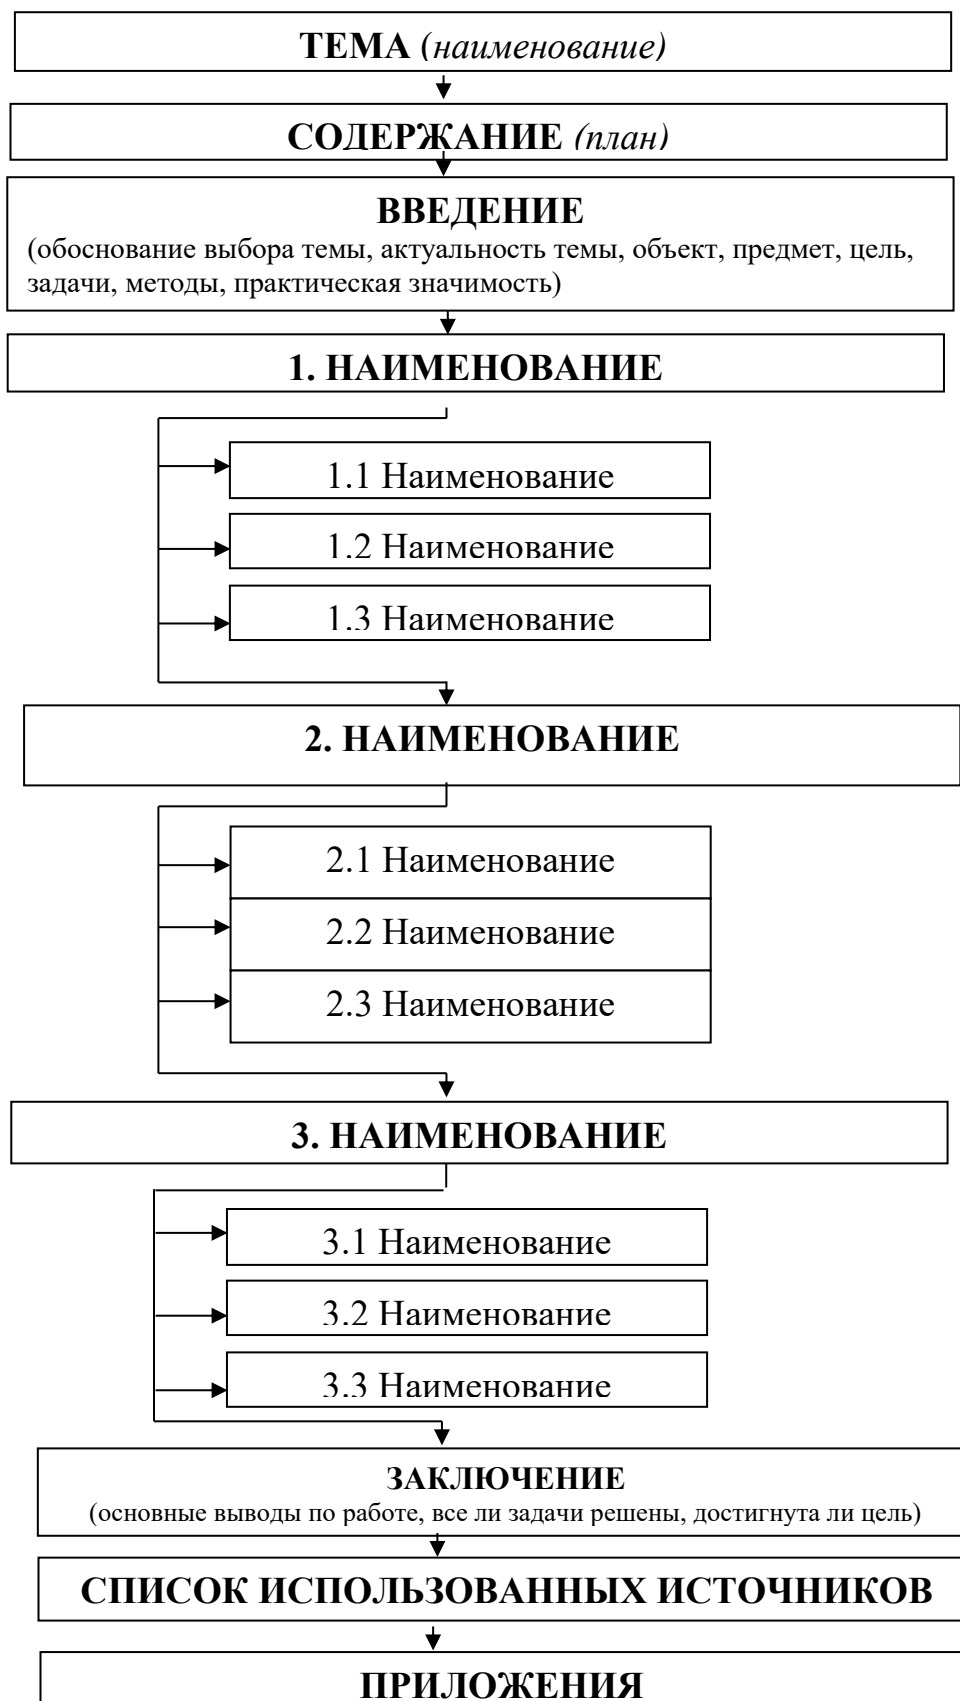 ТЕМА (наименование)
СОДЕРЖАНИЕ (план)
ВВЕДЕНИЕ
(обоснование выбора темы, актуальность темы, объект, предмет, цель,
задачи, методы, практическая значимость)
1. НАИМЕНОВАНИЕ
1.1 Наименование
1.2 Наименование
1.3 Наименование
2. НАИМЕНОВАНИЕ
2.1 Наименование
2.2 Наименование
2.3 Наименование
3. НАИМЕНОВАНИЕ
3.1 Наименование
3.2 Наименование
3.3 Наименование
ЗАКЛЮЧЕНИЕ
(основные выводы по работе, все ли задачи решены, достигнута ли цель)
СПИСОК ИСПОЛЬЗОВАННЫХ ИСТОЧНИКОВ
ПРИЛОЖЕНИЯ